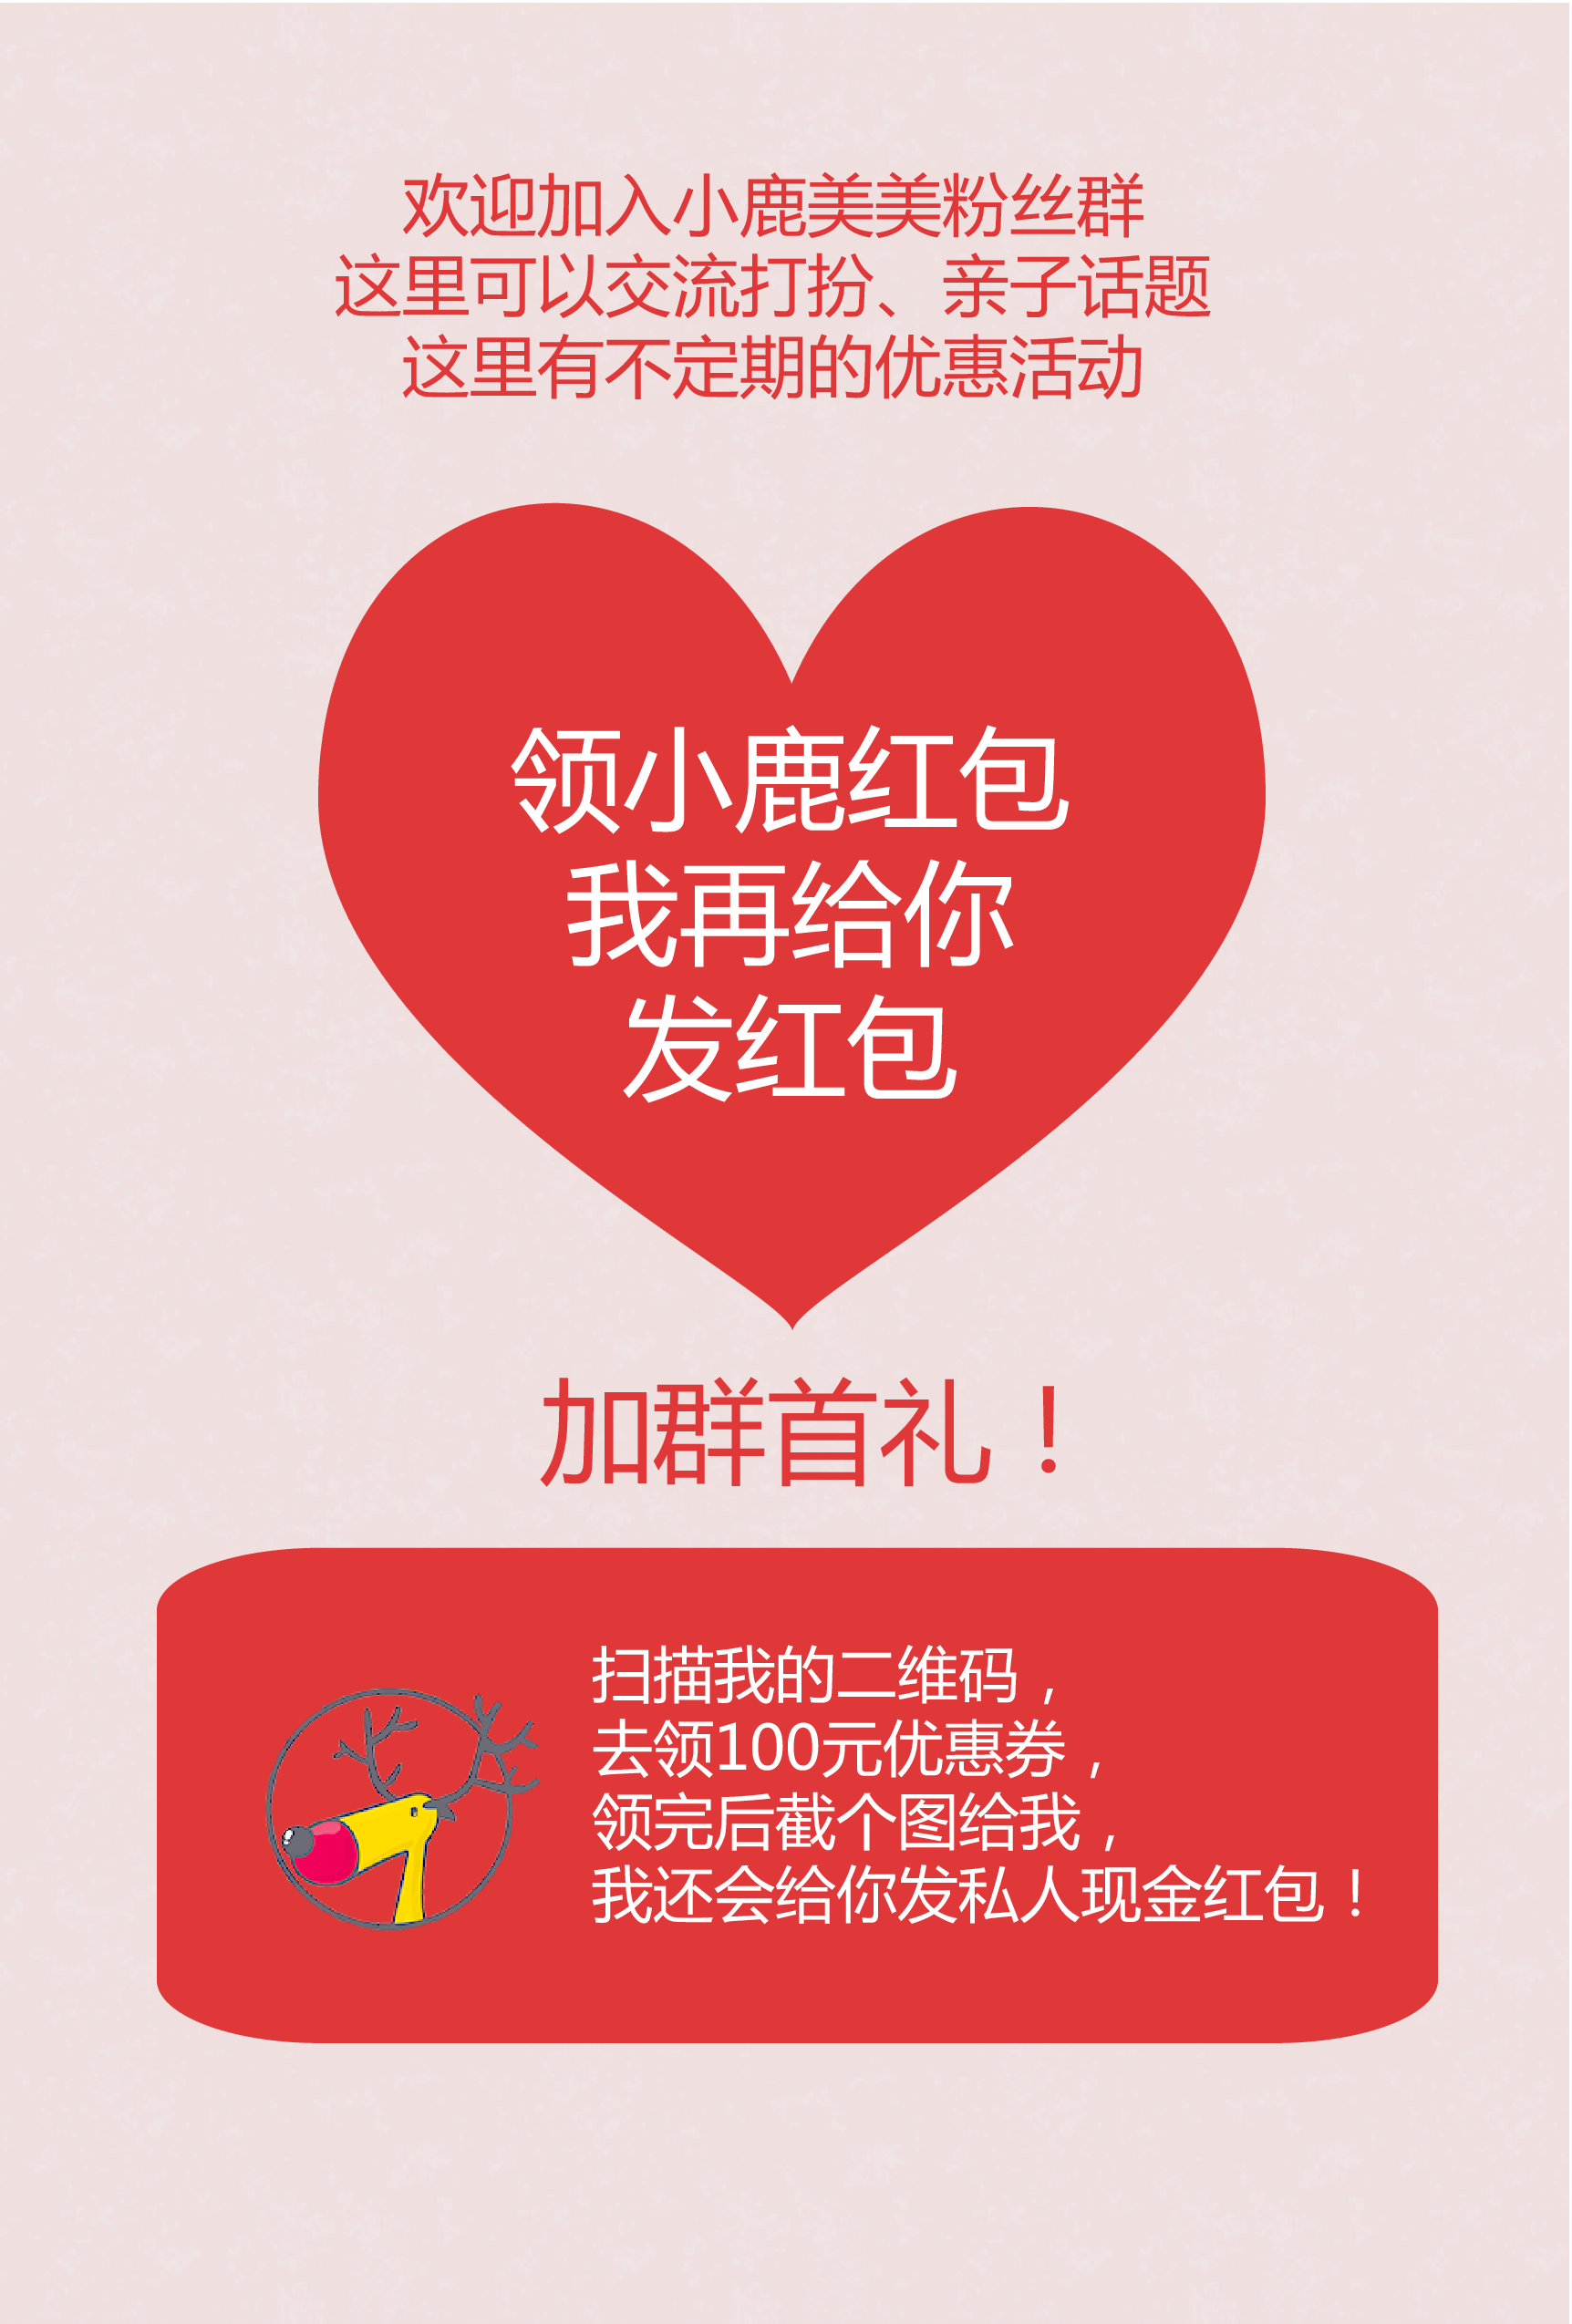 欢迎加入小鹿美美粉丝群
这里可以交流打扮、亲子话题
这里有不定期的优惠活动
领小鹿红包
我再给你
发红包
加群首礼！
扫描我的二维码，
去领100元优惠券，
领完后截个图给我，
我还会给你发私人现金红包！